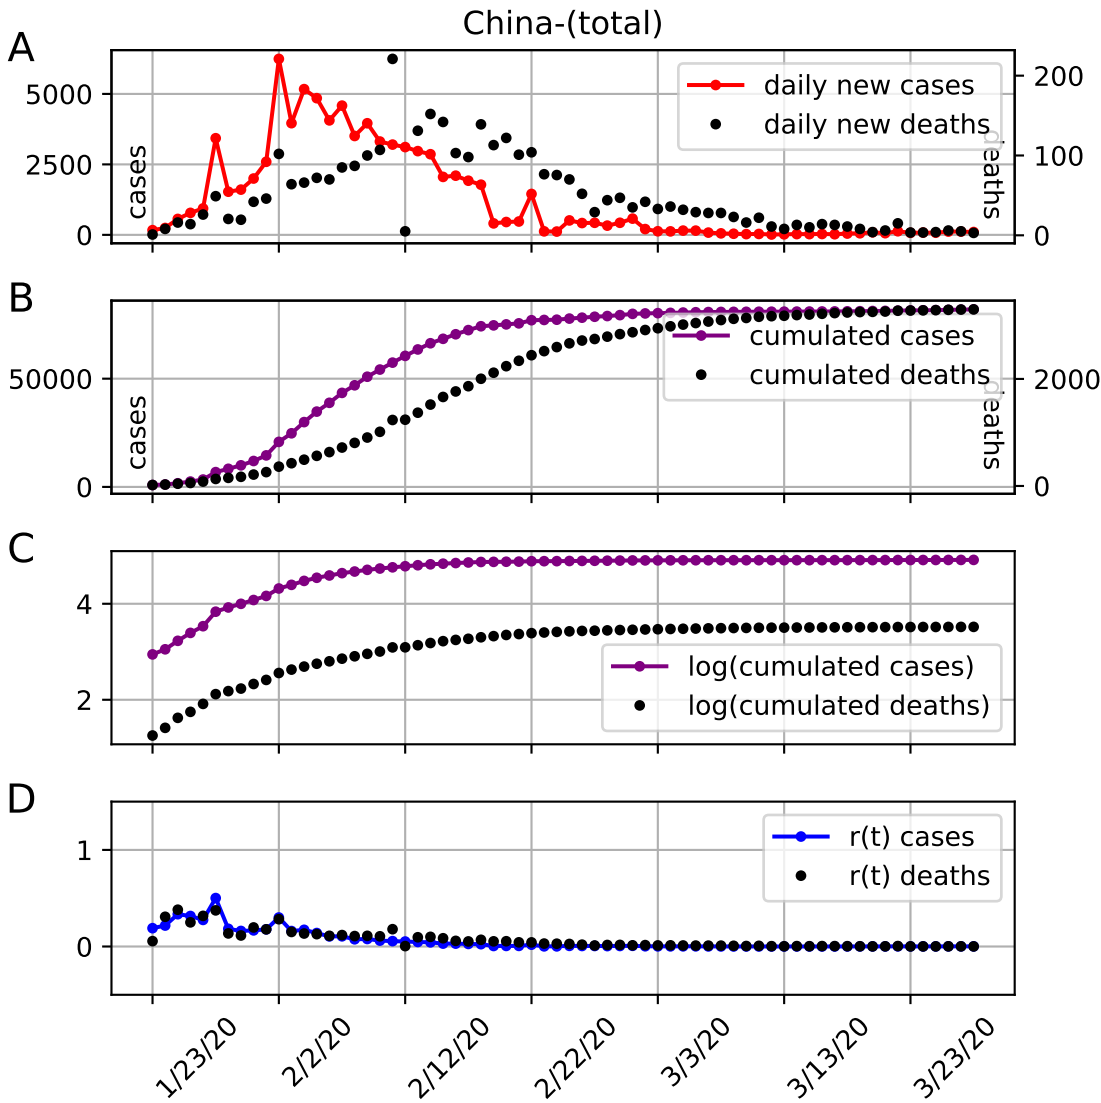 China-(total)
A
daily new cases
daily new deaths
5000
2500
0
200
100
0
cases
deaths
B
cumulated cases
cumulated deaths
50000
0
2000
0
cases
deaths
C
4
2
log(cumulated cases)
log(cumulated deaths)
D
1
0
r(t) cases
r(t) deaths
1/23/20
2/2/20
2/12/20
2/22/20
3/3/20
3/13/20
3/23/20